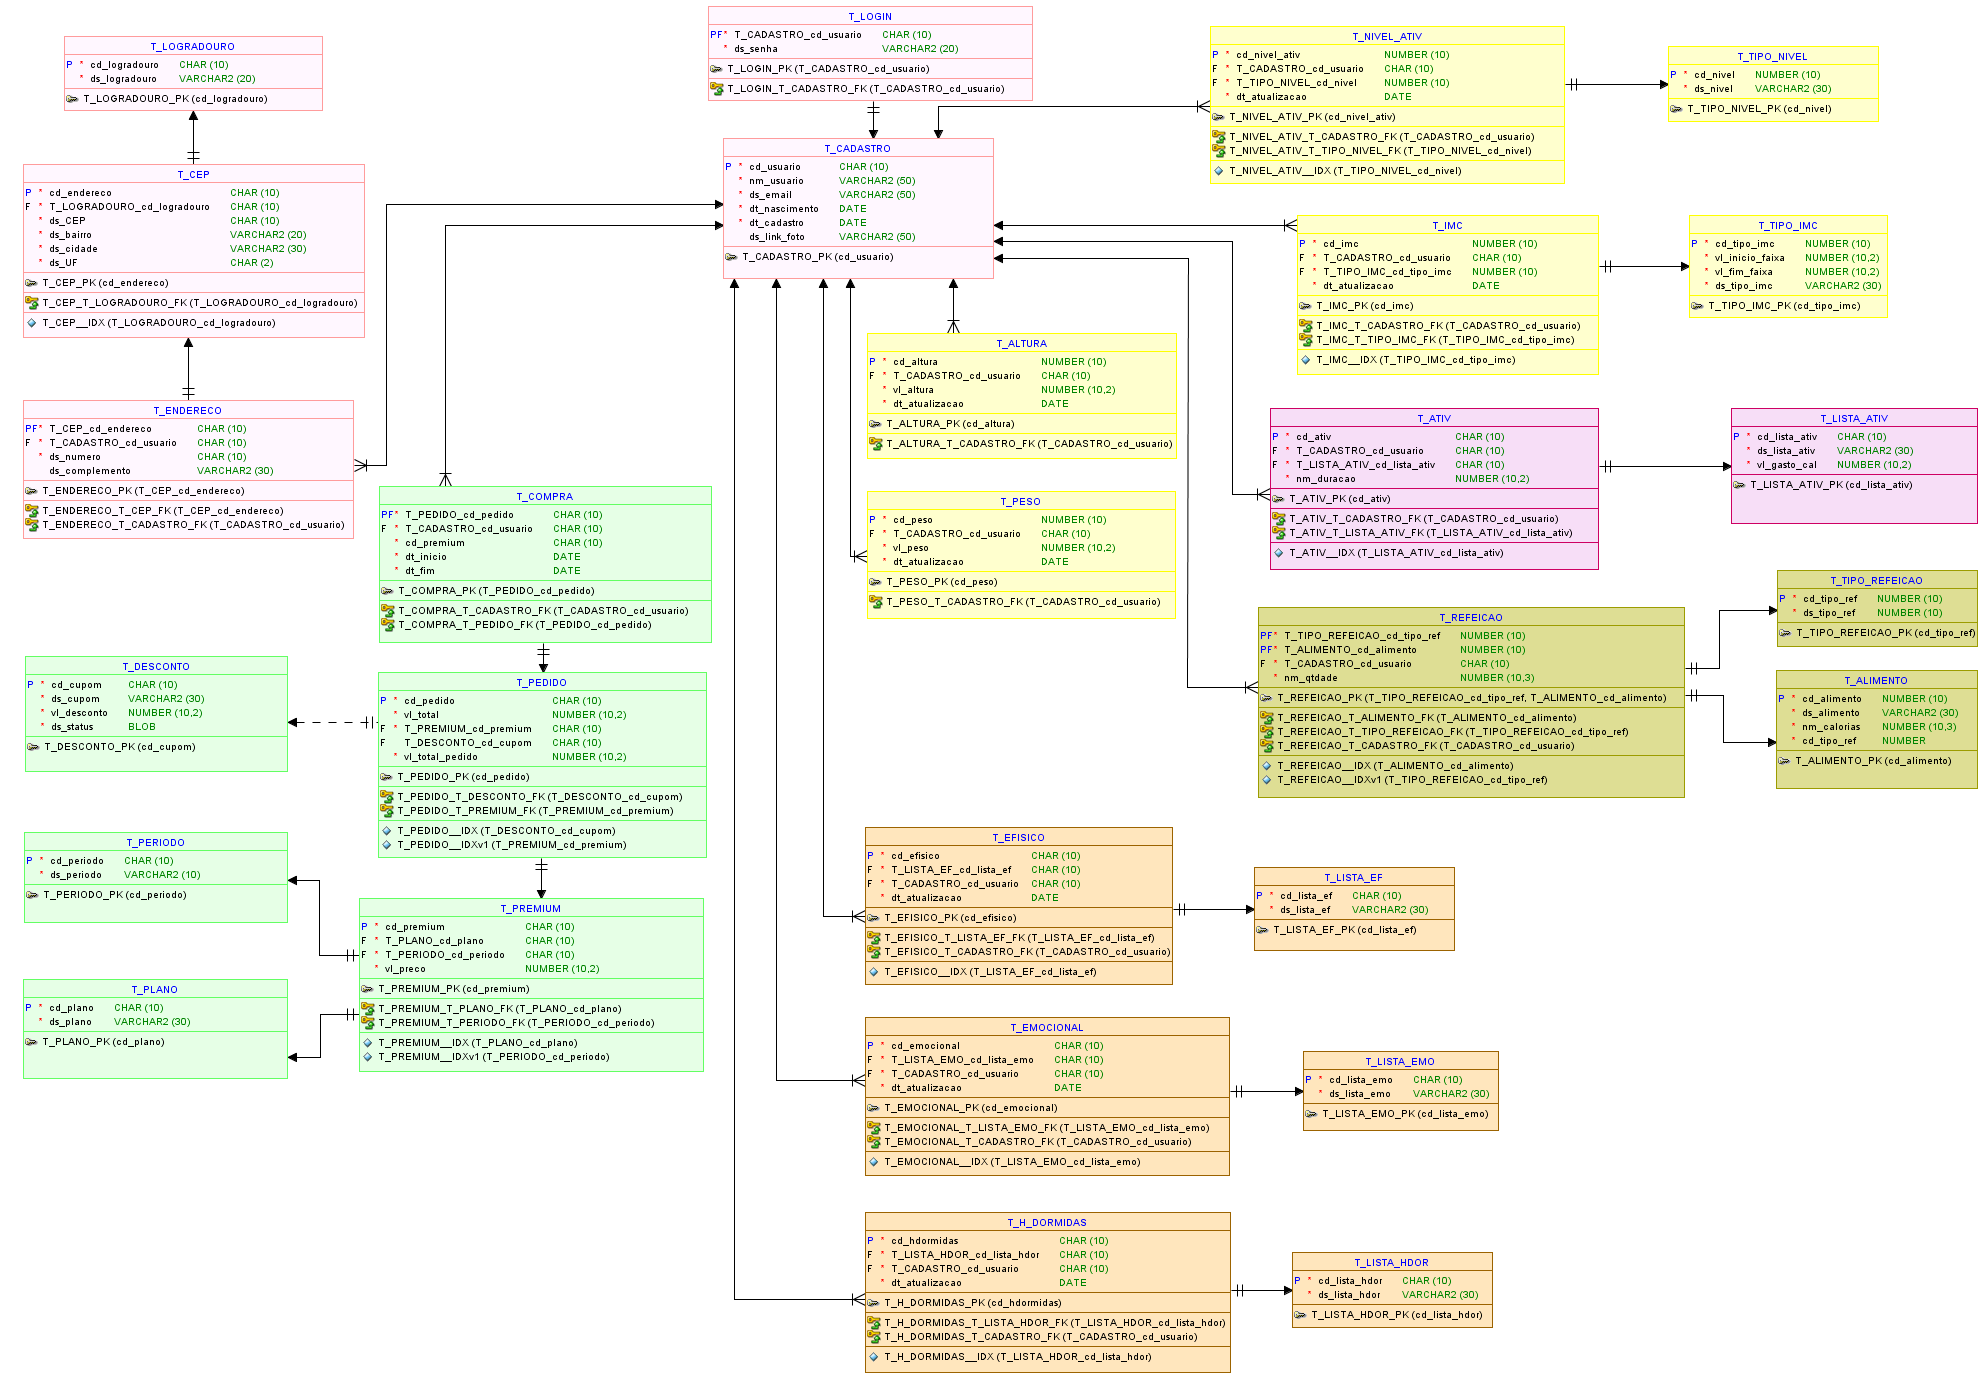 T_LOGRADOURO
P * cd_logradouro CHAR (10)
* ds_logradouro VARCHAR2 (20)
T_LOGRADOURO_PK (cd_logradouro)
T_CEP
P * cd_endereco CHAR (10)
F * T_LOGRADOURO_cd_logradouro CHAR (10)
* ds_CEP CHAR (10)
* ds_bairro VARCHAR2 (20)
* ds_cidade VARCHAR2 (30)
* ds_UF CHAR (2)
T_CEP_PK (cd_endereco)
T_CEP_T_LOGRADOURO_FK (T_LOGRADOURO_cd_logradouro)
T_CEP__IDX (T_LOGRADOURO_cd_logradouro)
T_ENDERECO
PF* T_CEP_cd_endereco CHAR (10)
F * T_CADASTRO_cd_usuario CHAR (10)
* ds_numero CHAR (10)
ds_complemento VARCHAR2 (30)
T_ENDERECO_PK (T_CEP_cd_endereco)
T_ENDERECO_T_CEP_FK (T_CEP_cd_endereco)
T_ENDERECO_T_CADASTRO_FK (T_CADASTRO_cd_usuario)
T_LOGIN
PF* T_CADASTRO_cd_usuario CHAR (10)
* ds_senha VARCHAR2 (20)
T_LOGIN_PK (T_CADASTRO_cd_usuario)
T_LOGIN_T_CADASTRO_FK (T_CADASTRO_cd_usuario)
T_CADASTRO
P * cd_usuario CHAR (10)
* nm_usuario VARCHAR2 (50)
* ds_email VARCHAR2 (50)
* dt_nascimento DATE
* dt_cadastro DATE
ds_link_foto VARCHAR2 (50)
T_CADASTRO_PK (cd_usuario)
T_NIVEL_ATIV
P * cd_nivel_ativ NUMBER (10)
F * T_CADASTRO_cd_usuario CHAR (10)
F * T_TIPO_NIVEL_cd_nivel NUMBER (10)
* dt_atualizacao DATE
T_NIVEL_ATIV_PK (cd_nivel_ativ)
T_NIVEL_ATIV_T_CADASTRO_FK (T_CADASTRO_cd_usuario)
T_NIVEL_ATIV_T_TIPO_NIVEL_FK (T_TIPO_NIVEL_cd_nivel)
T_NIVEL_ATIV__IDX (T_TIPO_NIVEL_cd_nivel)
T_TIPO_NIVEL
P * cd_nivel NUMBER (10)
* ds_nivel VARCHAR2 (30)
T_TIPO_NIVEL_PK (cd_nivel)
T_IMC
P * cd_imc NUMBER (10)
F * T_CADASTRO_cd_usuario CHAR (10)
F * T_TIPO_IMC_cd_tipo_imc NUMBER (10)
* dt_atualizacao DATE
T_IMC_PK (cd_imc)
T_IMC_T_CADASTRO_FK (T_CADASTRO_cd_usuario)
T_IMC_T_TIPO_IMC_FK (T_TIPO_IMC_cd_tipo_imc)
T_IMC__IDX (T_TIPO_IMC_cd_tipo_imc)
T_TIPO_IMC
P * cd_tipo_imc NUMBER (10)
* vl_inicio_faixa NUMBER (10,2)
* vl_fim_faixa NUMBER (10,2)
* ds_tipo_imc VARCHAR2 (30)
T_TIPO_IMC_PK (cd_tipo_imc)
T_ALTURA
P * cd_altura NUMBER (10)
F * T_CADASTRO_cd_usuario CHAR (10)
* vl_altura NUMBER (10,2)
* dt_atualizacao DATE
T_ALTURA_PK (cd_altura)
T_ALTURA_T_CADASTRO_FK (T_CADASTRO_cd_usuario)
T_PESO
P * cd_peso NUMBER (10)
F * T_CADASTRO_cd_usuario CHAR (10)
* vl_peso NUMBER (10,2)
* dt_atualizacao DATE
T_PESO_PK (cd_peso)
T_PESO_T_CADASTRO_FK (T_CADASTRO_cd_usuario)
T_ATIV
P * cd_ativ CHAR (10)
F * T_CADASTRO_cd_usuario CHAR (10)
F * T_LISTA_ATIV_cd_lista_ativ CHAR (10)
* nm_duracao NUMBER (10,2)
T_ATIV_PK (cd_ativ)
T_ATIV_T_CADASTRO_FK (T_CADASTRO_cd_usuario)
T_ATIV_T_LISTA_ATIV_FK (T_LISTA_ATIV_cd_lista_ativ)
T_ATIV__IDX (T_LISTA_ATIV_cd_lista_ativ)
T_LISTA_ATIV
P * cd_lista_ativ CHAR (10)
* ds_lista_ativ VARCHAR2 (30)
* vl_gasto_cal NUMBER (10,2)
T_LISTA_ATIV_PK (cd_lista_ativ)
T_COMPRA
PF* T_PEDIDO_cd_pedido CHAR (10)
F * T_CADASTRO_cd_usuario CHAR (10)
* cd_premium CHAR (10)
* dt_inicio DATE
* dt_fim DATE
T_COMPRA_PK (T_PEDIDO_cd_pedido)
T_COMPRA_T_CADASTRO_FK (T_CADASTRO_cd_usuario)
T_COMPRA_T_PEDIDO_FK (T_PEDIDO_cd_pedido)
T_DESCONTO
P * cd_cupom CHAR (10)
* ds_cupom VARCHAR2 (30)
* vl_desconto NUMBER (10,2)
* ds_status BLOB
T_DESCONTO_PK (cd_cupom)
T_PEDIDO
P * cd_pedido CHAR (10)
* vl_total NUMBER (10,2)
F * T_PREMIUM_cd_premium CHAR (10)
F T_DESCONTO_cd_cupom CHAR (10)
* vl_total_pedido NUMBER (10,2)
T_PEDIDO_PK (cd_pedido)
T_PEDIDO_T_DESCONTO_FK (T_DESCONTO_cd_cupom)
T_PEDIDO_T_PREMIUM_FK (T_PREMIUM_cd_premium)
T_PEDIDO__IDX (T_DESCONTO_cd_cupom)
T_PEDIDO__IDXv1 (T_PREMIUM_cd_premium)
T_PERIODO
P * cd_periodo CHAR (10)
* ds_periodo VARCHAR2 (10)
T_PERIODO_PK (cd_periodo)
T_PLANO
P * cd_plano CHAR (10)
* ds_plano VARCHAR2 (30)
T_PLANO_PK (cd_plano)
T_PREMIUM
P * cd_premium CHAR (10)
F * T_PLANO_cd_plano CHAR (10)
F * T_PERIODO_cd_periodo CHAR (10)
* vl_preco NUMBER (10,2)
T_PREMIUM_PK (cd_premium)
T_PREMIUM_T_PLANO_FK (T_PLANO_cd_plano)
T_PREMIUM_T_PERIODO_FK (T_PERIODO_cd_periodo)
T_PREMIUM__IDX (T_PLANO_cd_plano)
T_PREMIUM__IDXv1 (T_PERIODO_cd_periodo)
T_REFEICAO
PF* T_TIPO_REFEICAO_cd_tipo_ref NUMBER (10)
PF* T_ALIMENTO_cd_alimento NUMBER (10)
F * T_CADASTRO_cd_usuario CHAR (10)
* nm_qtdade NUMBER (10,3)
T_REFEICAO_PK (T_TIPO_REFEICAO_cd_tipo_ref, T_ALIMENTO_cd_alimento)
T_REFEICAO_T_ALIMENTO_FK (T_ALIMENTO_cd_alimento)
T_REFEICAO_T_TIPO_REFEICAO_FK (T_TIPO_REFEICAO_cd_tipo_ref)
T_REFEICAO_T_CADASTRO_FK (T_CADASTRO_cd_usuario)
T_REFEICAO__IDX (T_ALIMENTO_cd_alimento)
T_REFEICAO__IDXv1 (T_TIPO_REFEICAO_cd_tipo_ref)
T_TIPO_REFEICAO
P * cd_tipo_ref NUMBER (10)
* ds_tipo_ref NUMBER (10)
T_TIPO_REFEICAO_PK (cd_tipo_ref)
T_ALIMENTO
P * cd_alimento NUMBER (10)
* ds_alimento VARCHAR2 (30)
* nm_calorias NUMBER (10,3)
* cd_tipo_ref NUMBER
T_ALIMENTO_PK (cd_alimento)
T_EFISICO
P * cd_efisico CHAR (10)
F * T_LISTA_EF_cd_lista_ef CHAR (10)
F * T_CADASTRO_cd_usuario CHAR (10)
* dt_atualizacao DATE
T_EFISICO_PK (cd_efisico)
T_EFISICO_T_LISTA_EF_FK (T_LISTA_EF_cd_lista_ef)
T_EFISICO_T_CADASTRO_FK (T_CADASTRO_cd_usuario)
T_EFISICO__IDX (T_LISTA_EF_cd_lista_ef)
T_LISTA_EF
P * cd_lista_ef CHAR (10)
* ds_lista_ef VARCHAR2 (30)
T_LISTA_EF_PK (cd_lista_ef)
T_EMOCIONAL
P * cd_emocional CHAR (10)
F * T_LISTA_EMO_cd_lista_emo CHAR (10)
F * T_CADASTRO_cd_usuario CHAR (10)
* dt_atualizacao DATE
T_EMOCIONAL_PK (cd_emocional)
T_EMOCIONAL_T_LISTA_EMO_FK (T_LISTA_EMO_cd_lista_emo)
T_EMOCIONAL_T_CADASTRO_FK (T_CADASTRO_cd_usuario)
T_EMOCIONAL__IDX (T_LISTA_EMO_cd_lista_emo)
T_LISTA_EMO
P * cd_lista_emo CHAR (10)
* ds_lista_emo VARCHAR2 (30)
T_LISTA_EMO_PK (cd_lista_emo)
T_H_DORMIDAS
P * cd_hdormidas CHAR (10)
F * T_LISTA_HDOR_cd_lista_hdor CHAR (10)
F * T_CADASTRO_cd_usuario CHAR (10)
* dt_atualizacao DATE
T_H_DORMIDAS_PK (cd_hdormidas)
T_H_DORMIDAS_T_LISTA_HDOR_FK (T_LISTA_HDOR_cd_lista_hdor)
T_H_DORMIDAS_T_CADASTRO_FK (T_CADASTRO_cd_usuario)
T_H_DORMIDAS__IDX (T_LISTA_HDOR_cd_lista_hdor)
T_LISTA_HDOR
P * cd_lista_hdor CHAR (10)
* ds_lista_hdor VARCHAR2 (30)
T_LISTA_HDOR_PK (cd_lista_hdor)